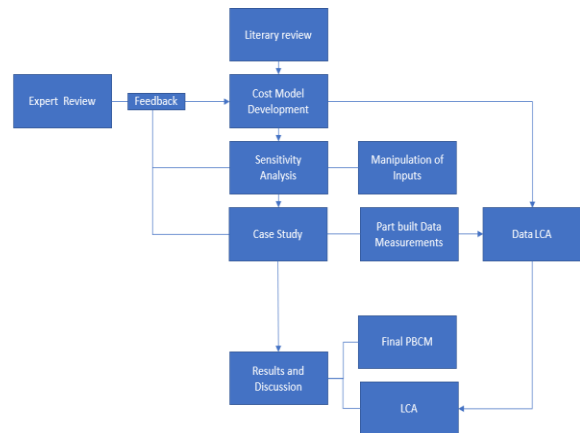 Literary review
Expert Review
Feedback
Cost Model
Development
Sensitivity
Analysis
Manipulation of
Inputs
Case Study
Part built Data
Measurements
Data LCA
Final PBCM
Results and
Discussion
LCA